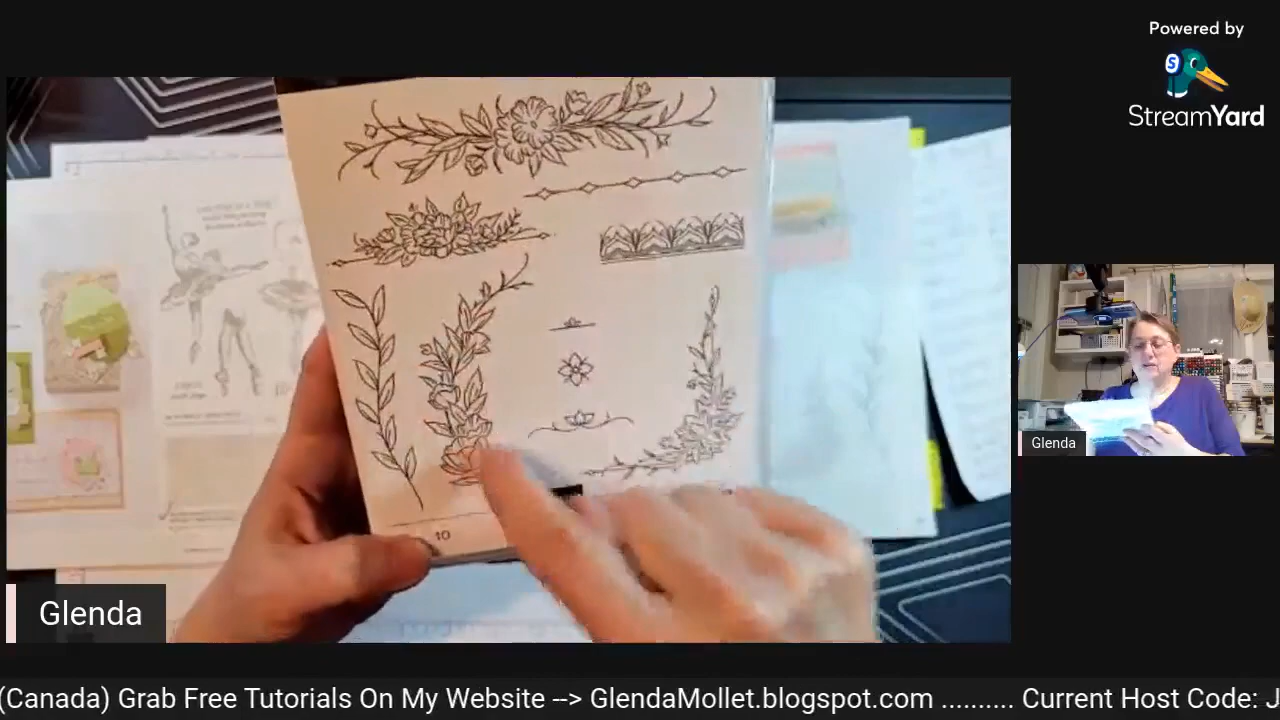 Powered by
StreamYard
10
Glenda
Glenda
(Canada) Grab Free Tutorials On My Website --> GlendaMollet.blogspot.com .......... Current Host Code: J